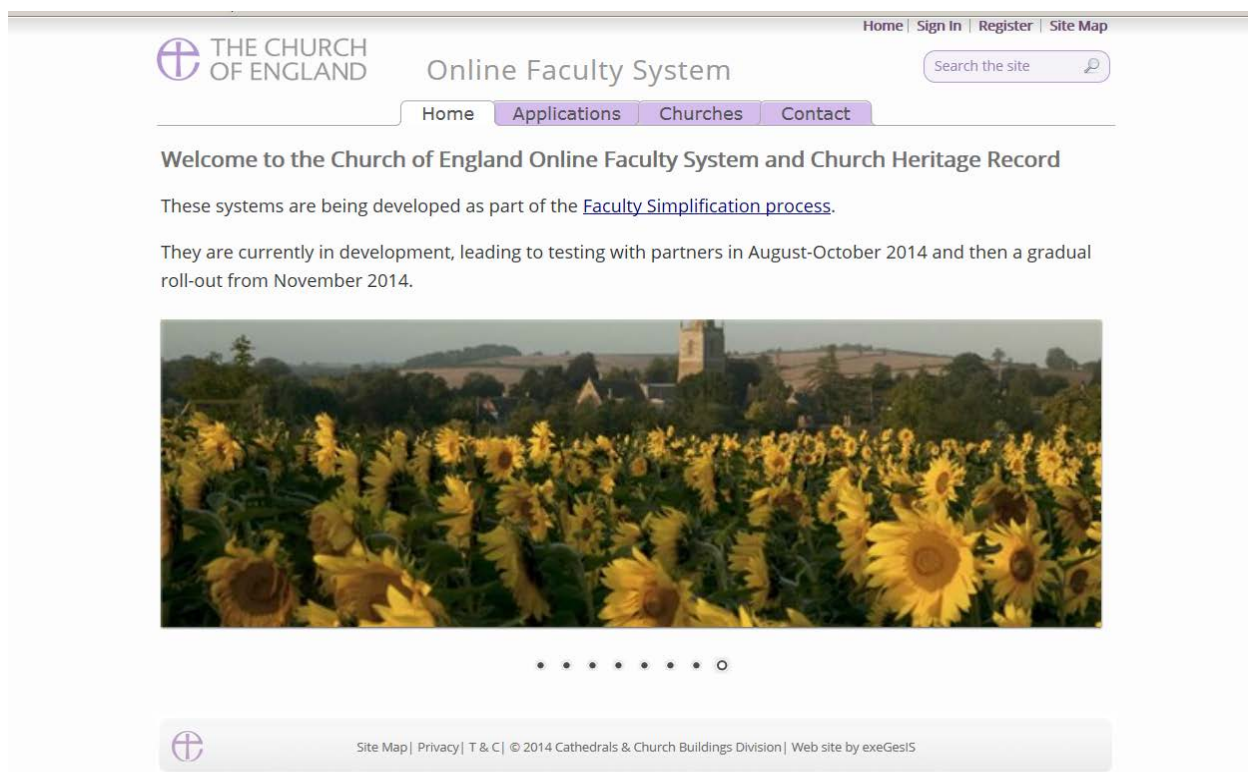 Home| Sign In | Register | Site Map
THE CHURCH
OF ENGLAND
Online Faculty System
Search the site
Home
Applications
Churches
Contact
Welcome to the Church of England Online Faculty System and Church Heritage Record
These systems are being developed as part of the Faculty Simplification process.
They are currently in development, leading to testing with partners in August-October 2014 and then a gradual
roll-out from November 2014.
Site Map| Privacy| T & C| © 2014 Cathedrals & Church Buildings Division| Web site by exeGesIS